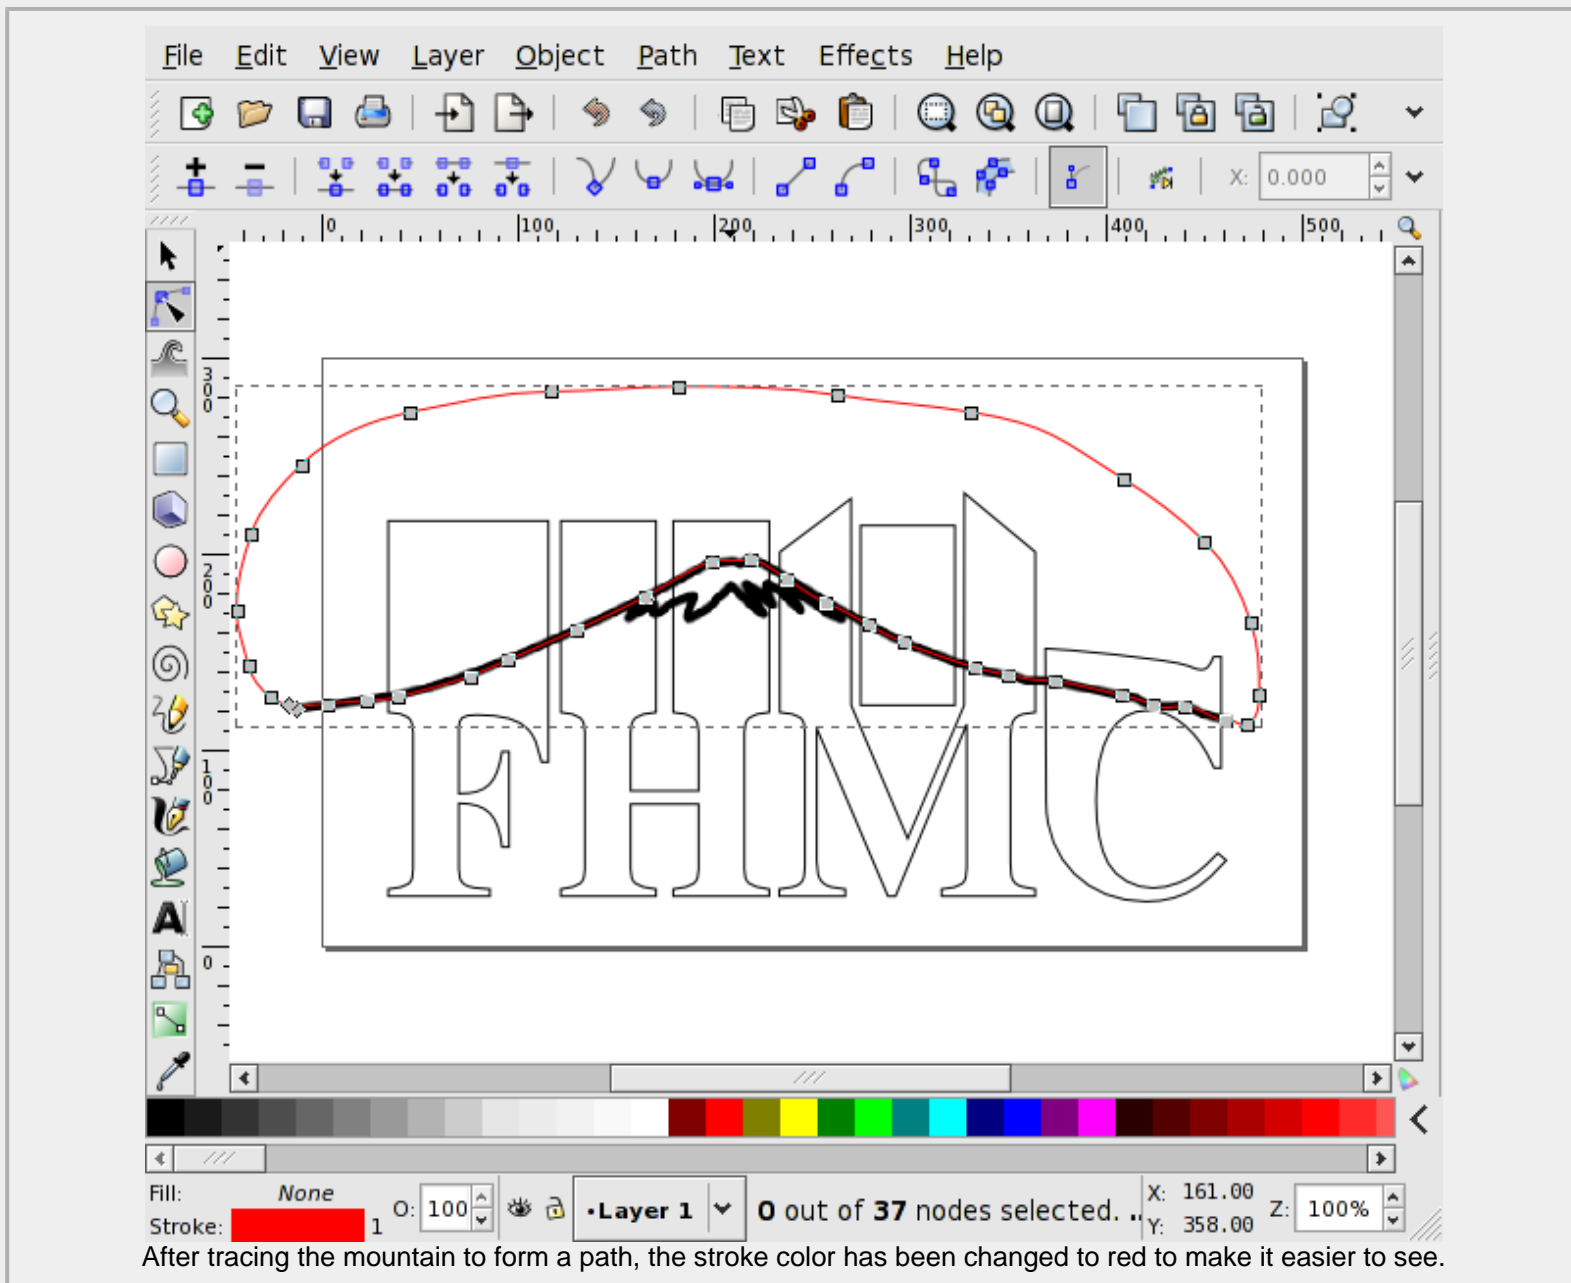 File Edit View Layer Object Path Text Effects Help
X: 0.000
0 100 200 300 400 500
300
200
100
0
FHMC
Fill: None
Stroke: 1
O: 100
•Layer 1
0 out of 37 nodes selected. ..
X: 161.00
Y: 358.00
Z: 100%
After tracing the mountain to form a path, the stroke color has been changed to red to make it easier to see.